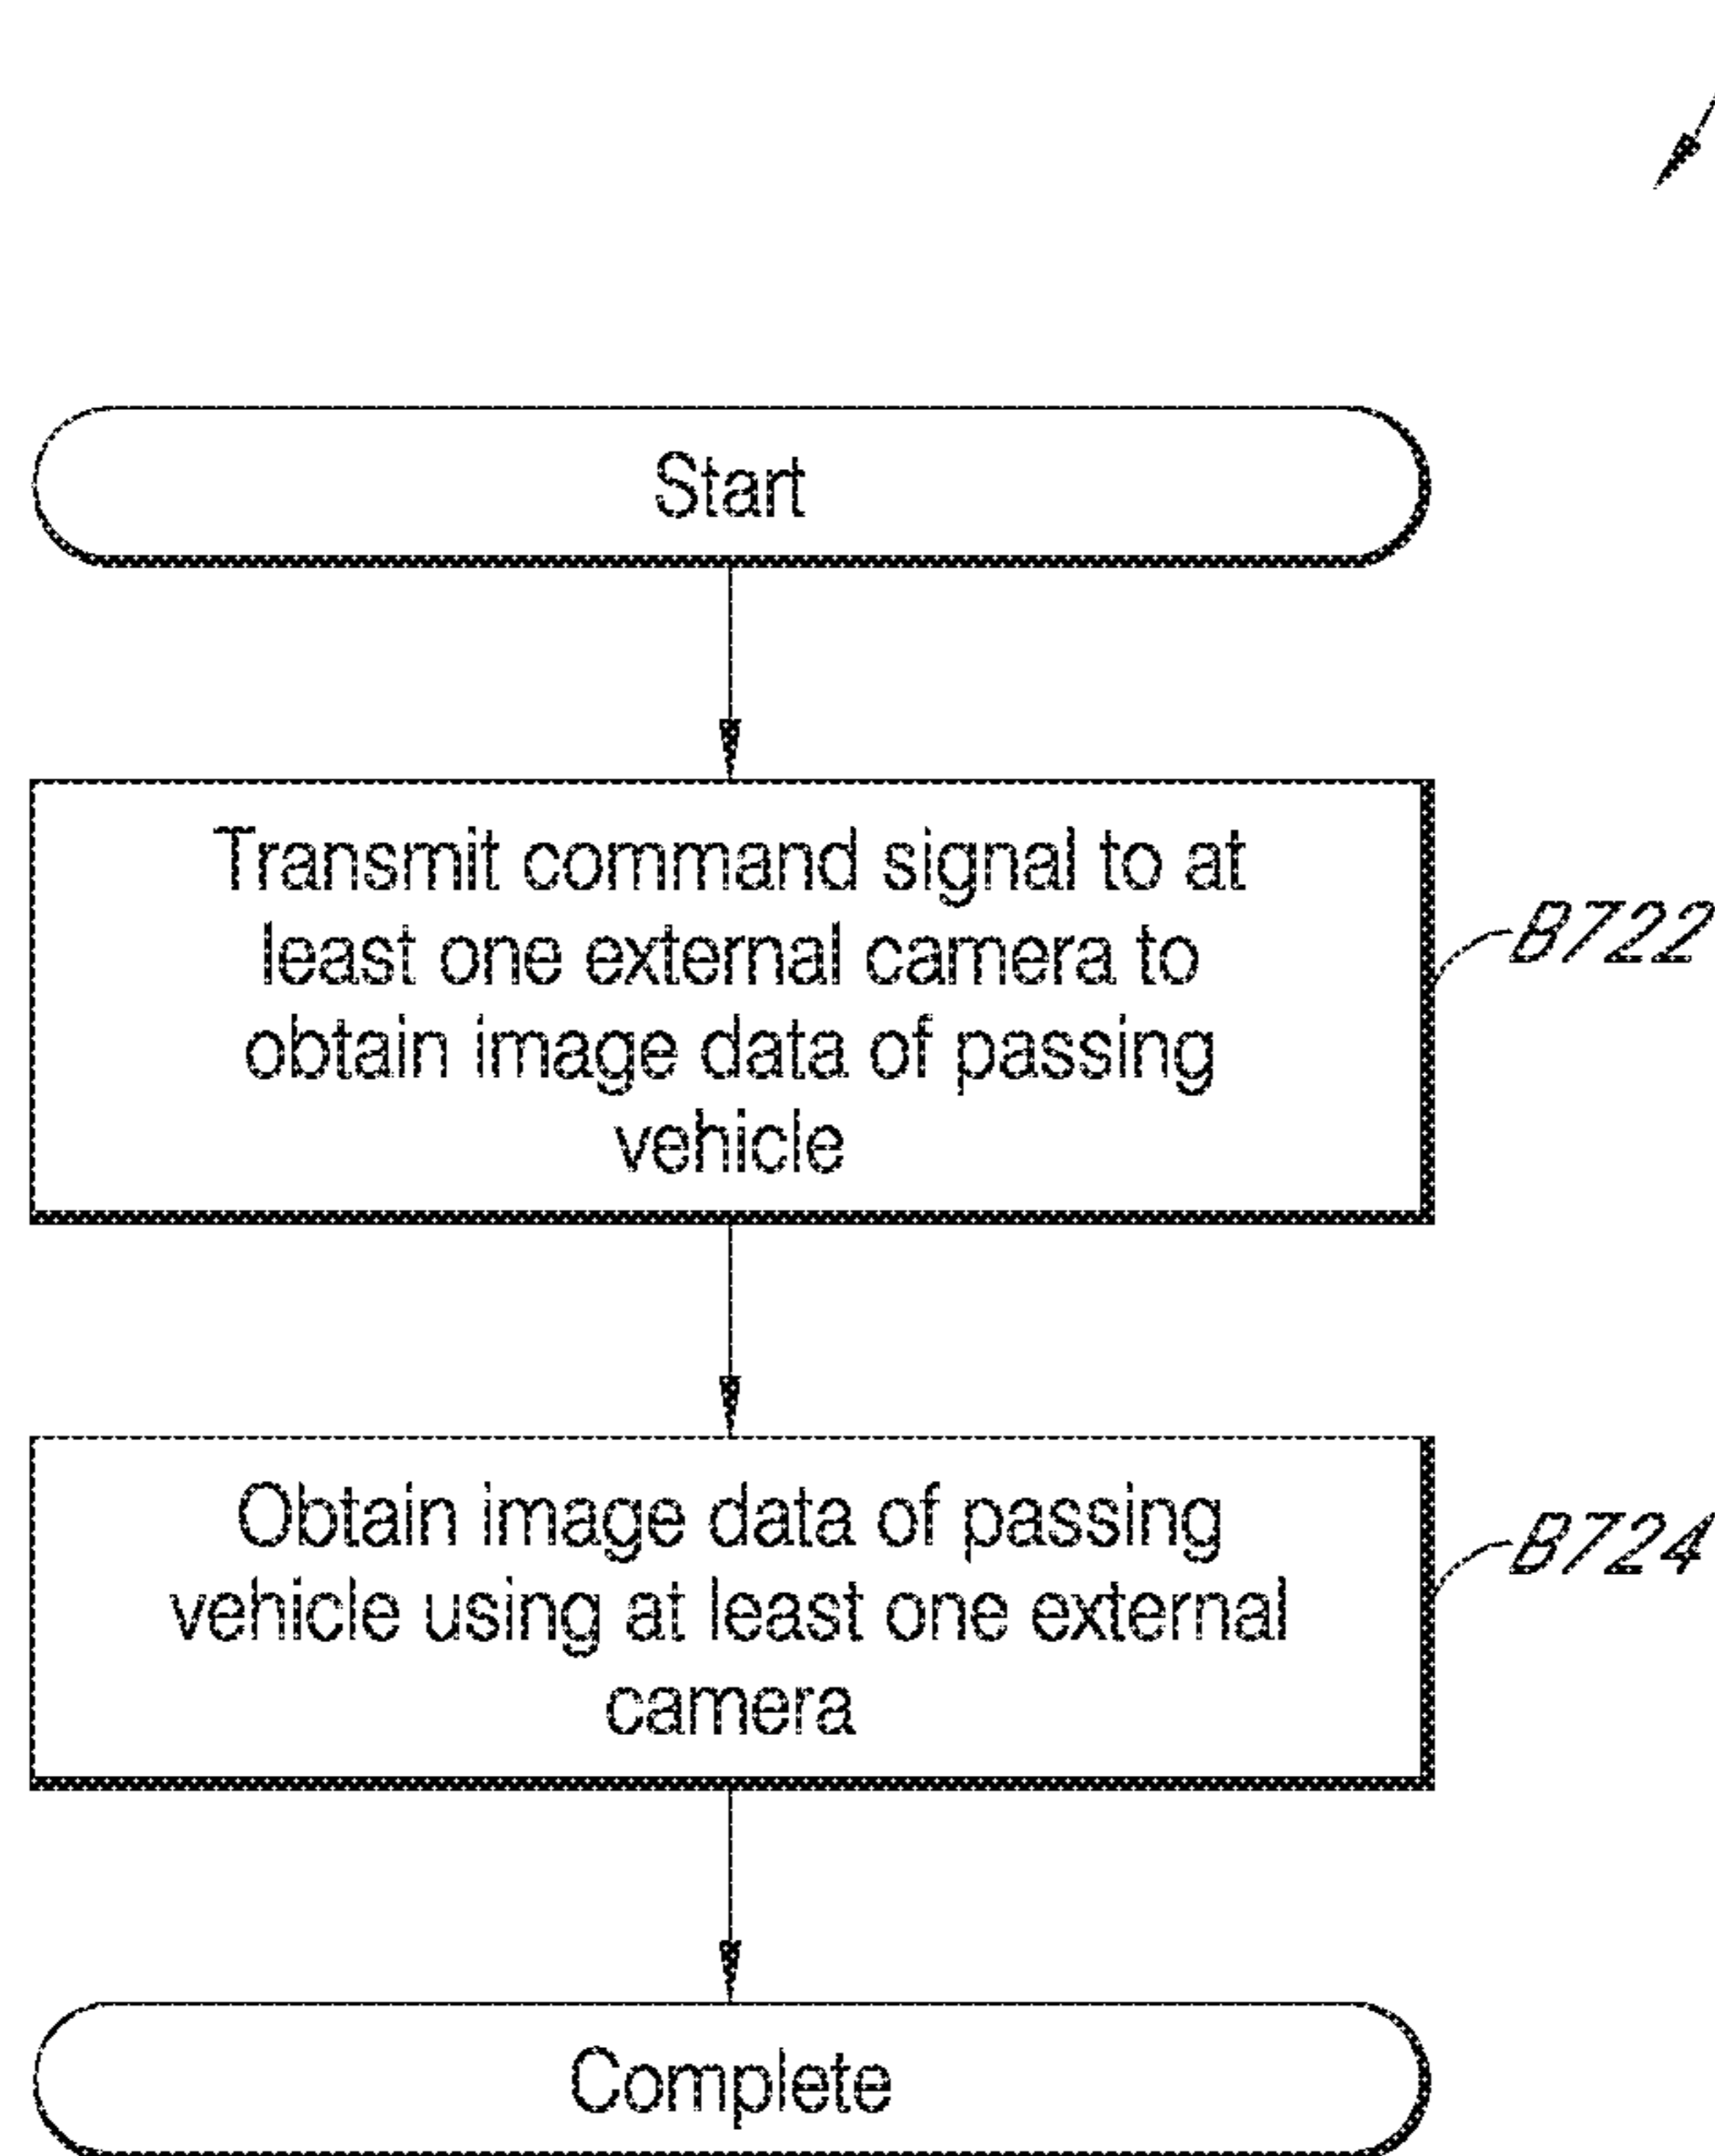 Start
Transmit command signal to at
least one external camera to
obtain image data of passing
vehicle
B722
Obtain image data of passing
vehicle using at least one external
camera
B724
Complete